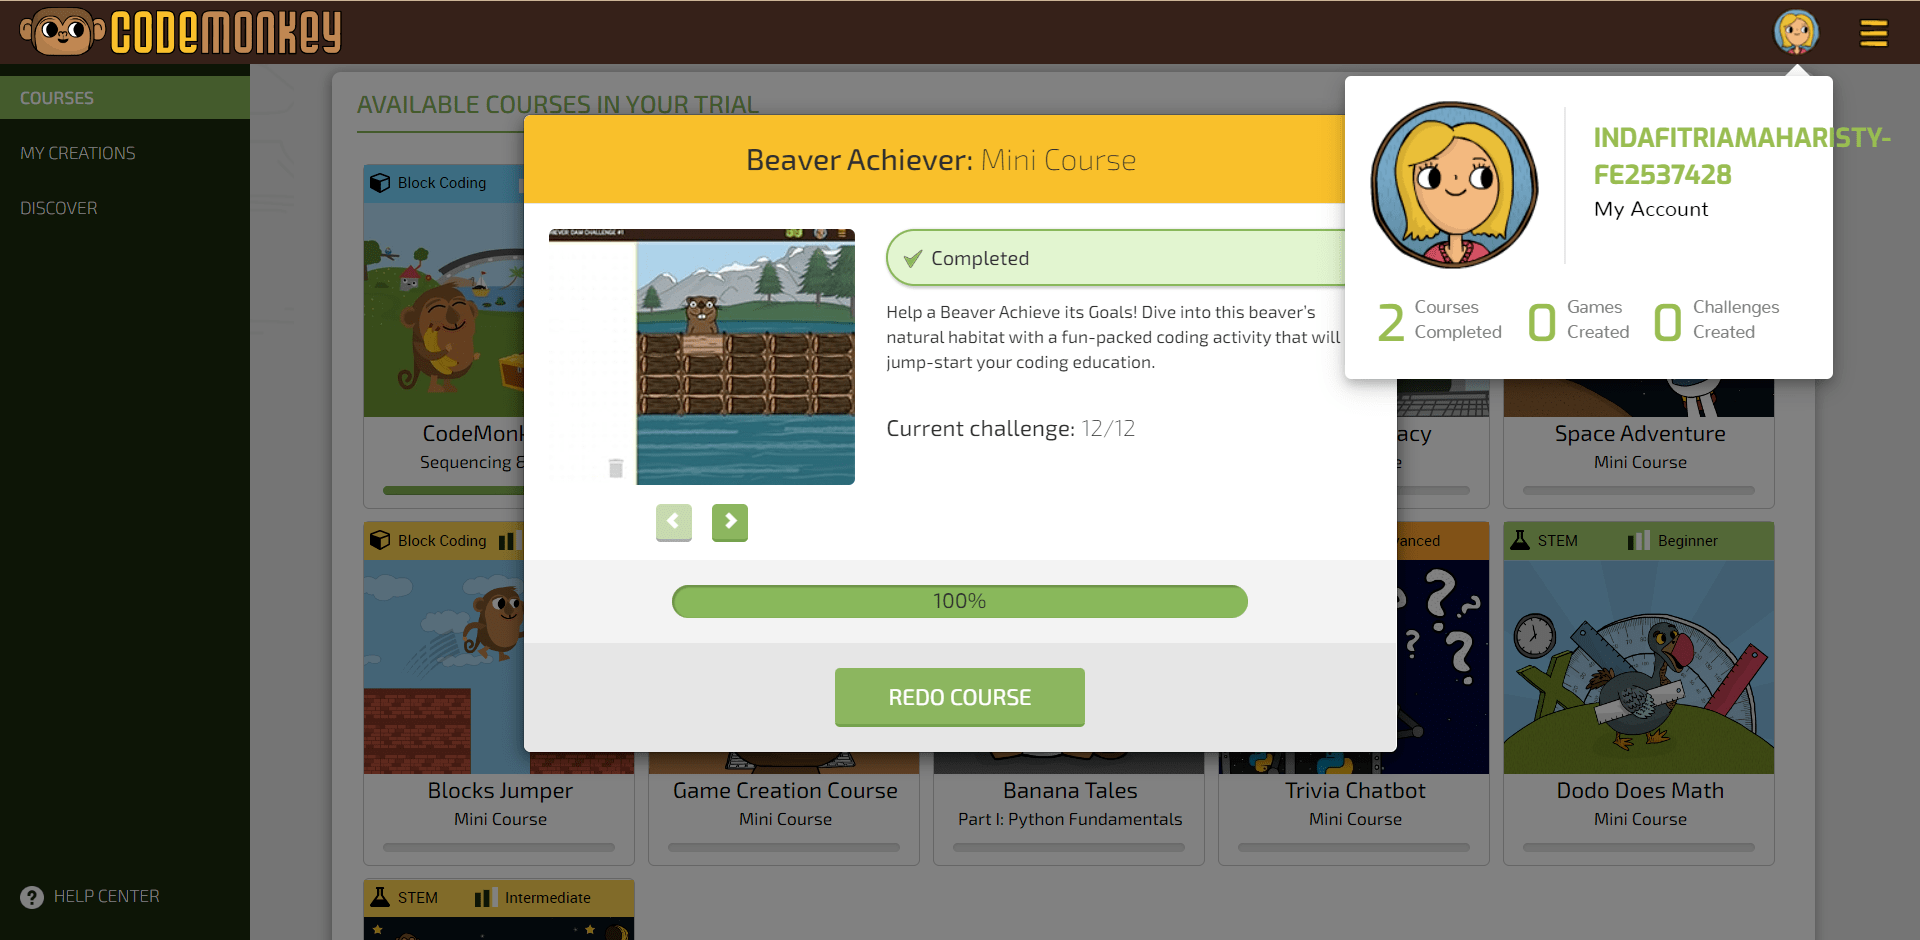 CODEMONKEY
COURSES
MY CREATIONS
DISCOVER
HELP CENTER
AVAILABLE COURSES IN YOUR TRIAL
Beaver Achiever: Mini Course
Completed
Help a Beaver Achieve its Goals! Dive into this beaver's
natural habitat with a fun-packed coding activity that will
jump-start your coding education.
Current challenge: 12/12
100%
REDO COURSE
INDAFITRIAMAHARISTY-
FE2537428
My Account
2 Courses Completed
0 Games Created
0 Challenges Created
Block Coding
Sequencing
Space Adventure
Mini Course
Block Coding
STEM Beginner
Blocks Jumper
Mini Course
Game Creation Course
Mini Course
Banana Tales
Part I: Python Fundamentals
Trivia Chatbot
Mini Course
Dodo Does Math
Mini Course
STEM Intermediate